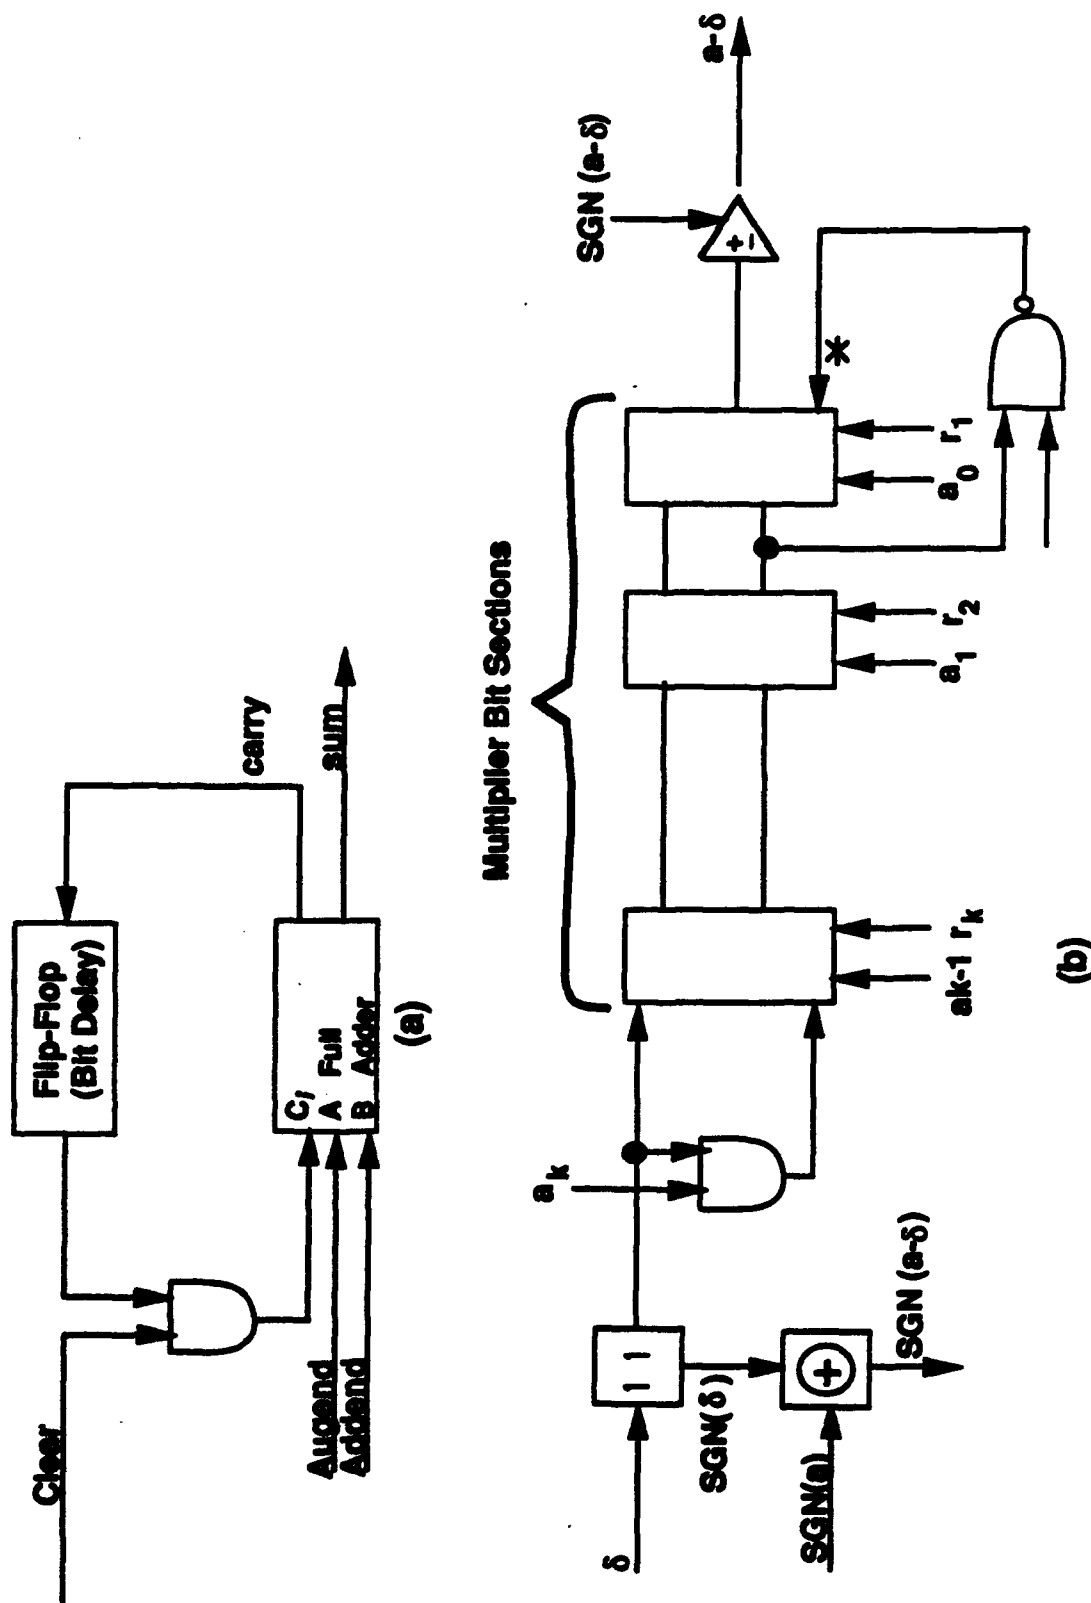 Clear
Flip-Flop
(Bit Delay)
carry
Augend
Addend
Ci
A Full
B Adder
sum
(a)
Multiplier Bit Sections
δ
| |
SGN(δ)
SGN(a)
+
SGN (a-δ)
ak
ak-1 rk
a1 r2
a0 r1
*
SGN (a-δ)
+ -
a-δ
(b)